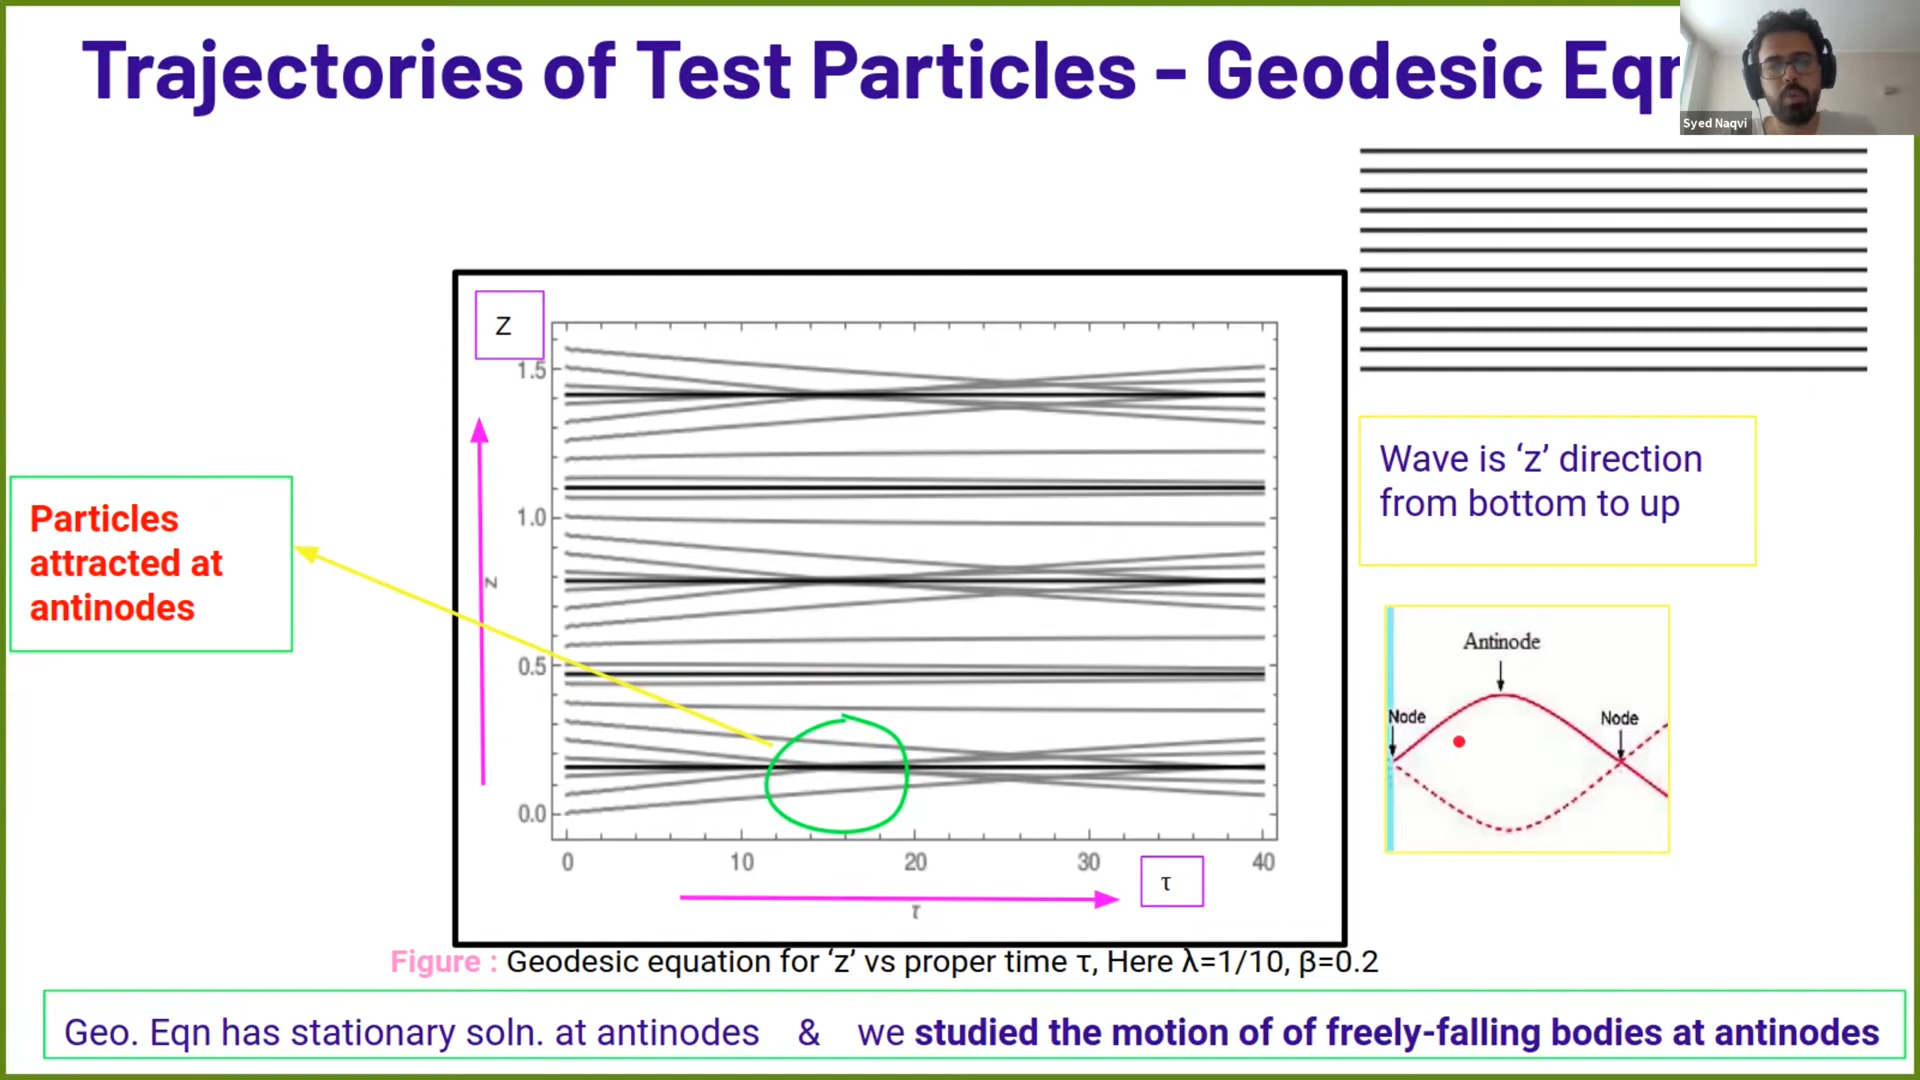 Trajectories of Test Particles - Geodesic Eqn
Syed Naqvi
Z
1.5
1.0
0.5
0.0
z
0
10
20
30
40
τ
τ
Particles
attracted at
antinodes
Wave is ‘z’ direction
from bottom to up
Antinode
Node
Node
Figure : Geodesic equation for ‘z’ vs proper time τ, Here λ=1/10, β=0.2
Geo. Eqn has stationary soln. at antinodes & we studied the motion of of freely-falling bodies at antinodes